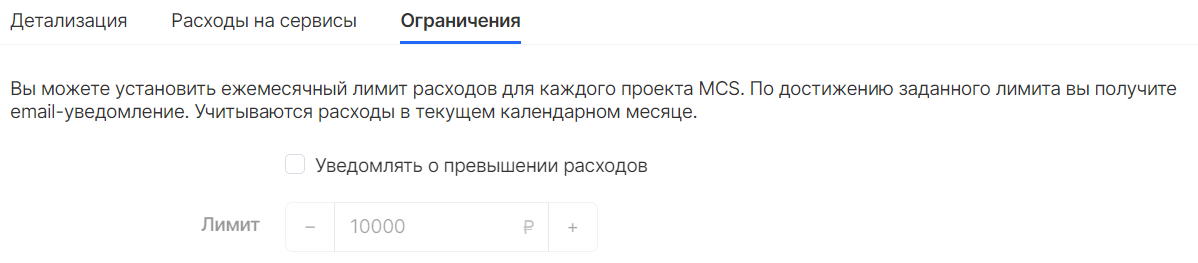 Детализация Расходы на сервисы Ограничения
Вы можете установить ежемесячный лимит расходов для каждого проекта MCS. По достижению заданного лимита вы получите
email-уведомление. Учитываются расходы в текущем календарном месяце.
Уведомлять о превышении расходов
Лимит − 10000 ₽ +